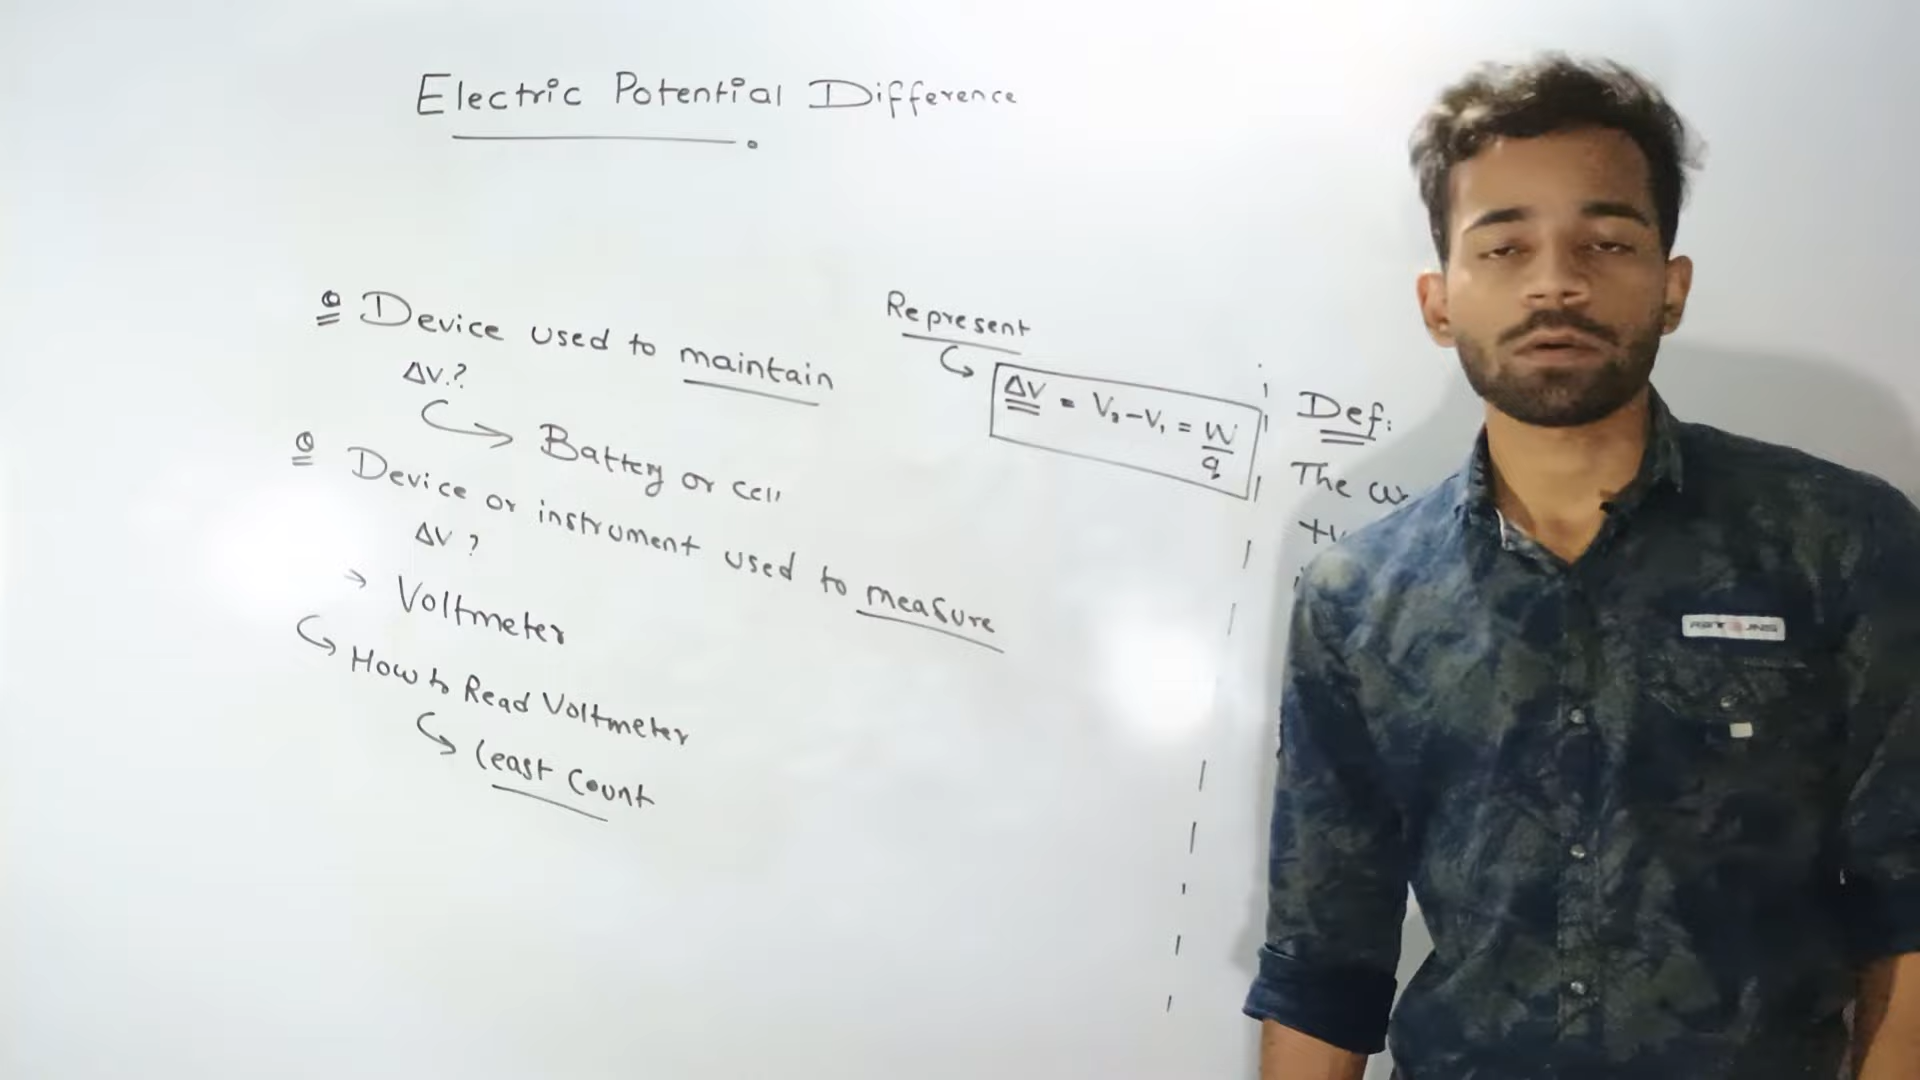 Electric Potential Difference
Q Device used to maintain
ΔV.?
Battery or cell
Q Device or instrument used to measure
ΔV ?
→ Voltmeter
How to Read Voltmeter
Least Count
Represent
ΔV = V₂-V₁ = W/q
Def:
The